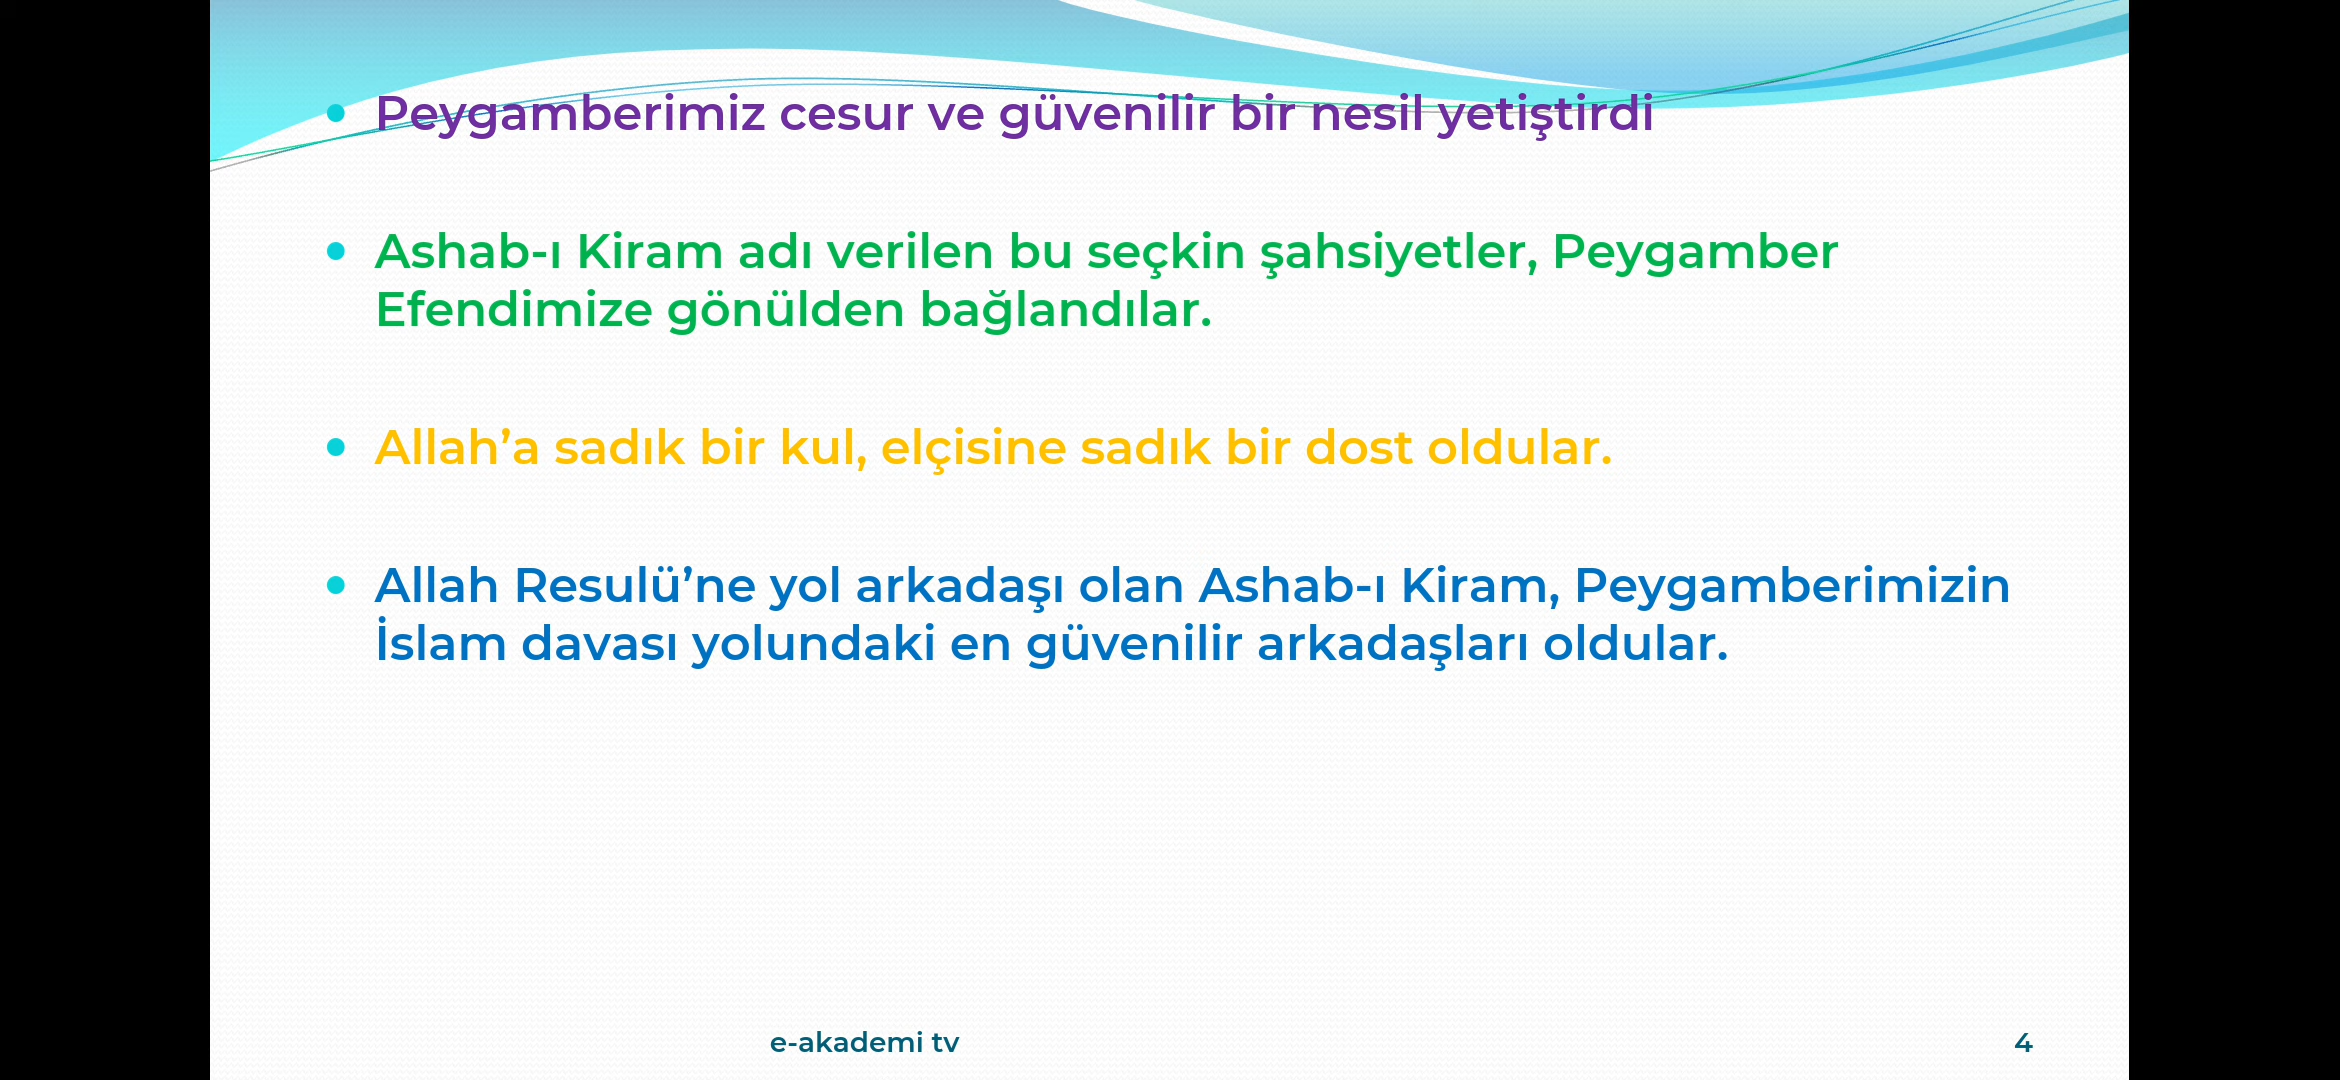 Peygamberimiz cesur ve güvenilir bir nesil yetiştirdi
Ashab-ı Kiram adı verilen bu seçkin şahsiyetler, Peygamber
Efendimize gönülden bağlandılar.
Allah’a sadık bir kul, elçisine sadık bir dost oldular.
Allah Resulü’ne yol arkadaşı olan Ashab-ı Kiram, Peygamberimizin
İslam davası yolundaki en güvenilir arkadaşları oldular.
e-akademi tv
4